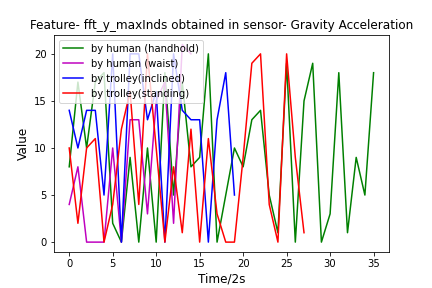 Feature- fft_y_maxInds obtained in sensor- Gravity Acceleration
by human (handhold)
by human (waist)
by trolley(inclined)
by trolley(standing)
Value
20
15
10
5
0
0 5 10 15 20 25 30 35
Time/2s